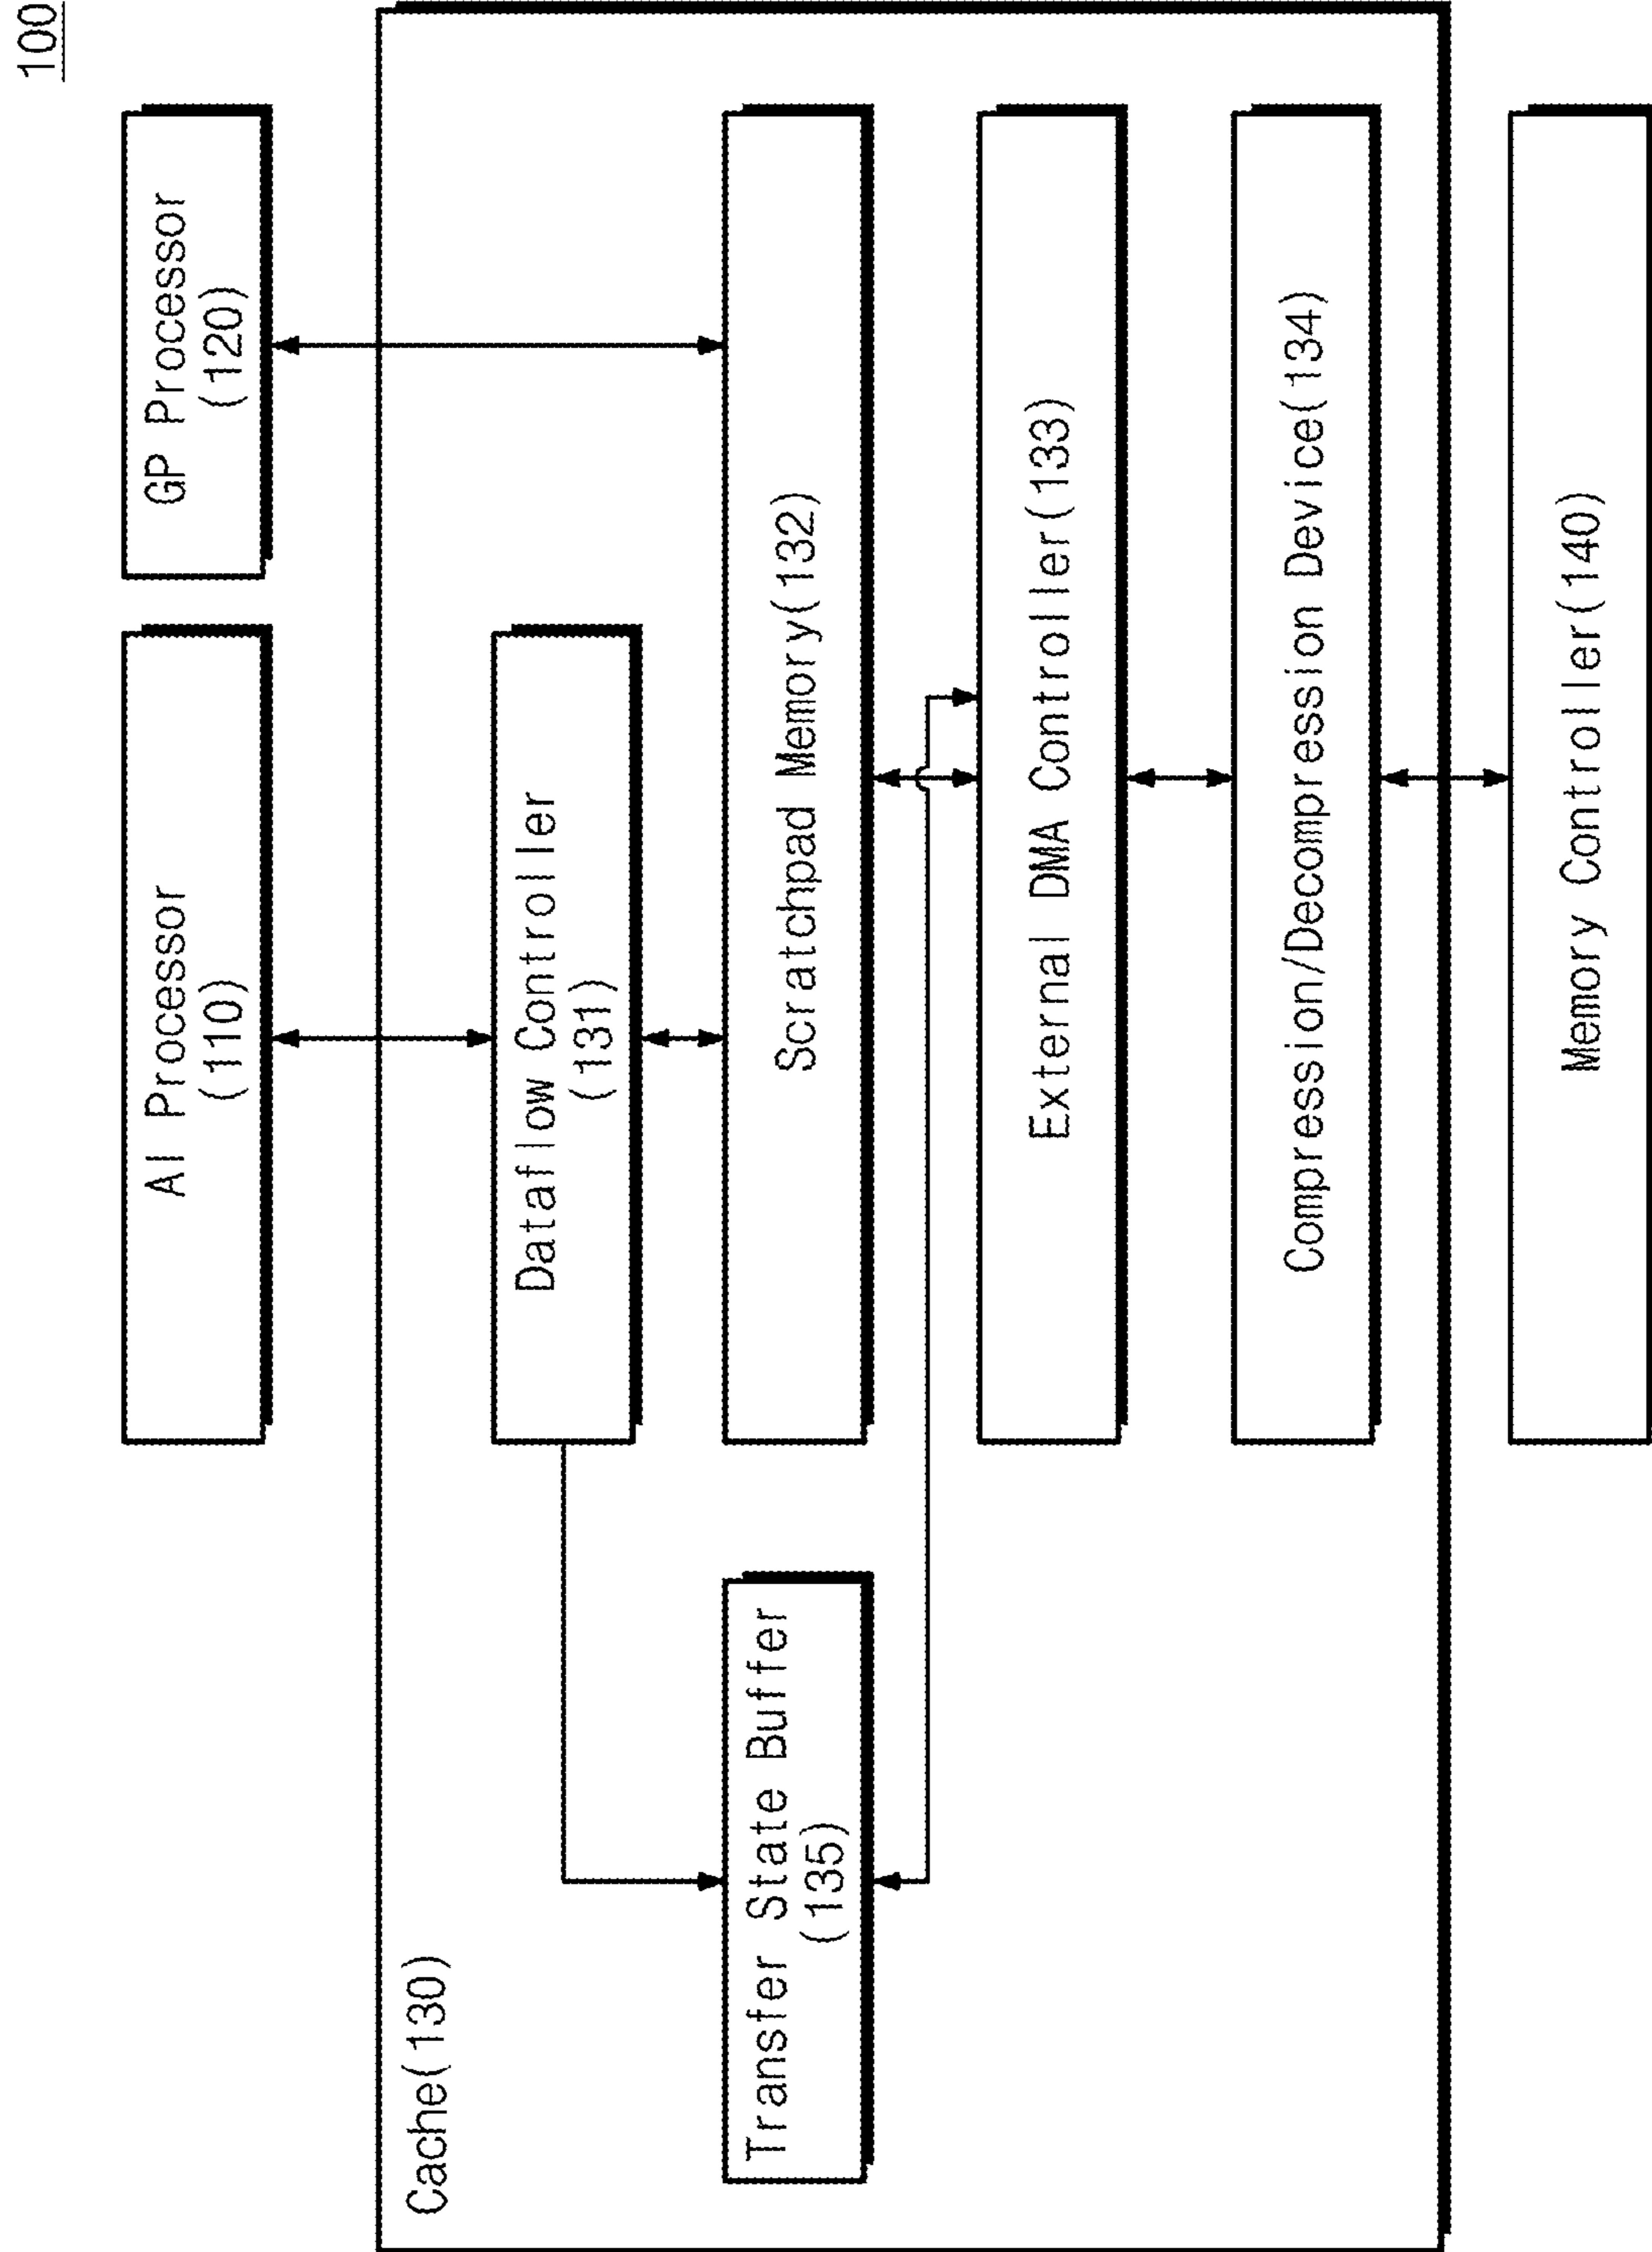 100
AI Processor
(110)
GP Processor
(120)
Cache(130)
Dataflow Controller
(131)
Transfer State Buffer
(135)
Scratchpad Memory(132)
External DMA Controller(133)
Compression/Decompression Device(134)
Memory Controller(140)